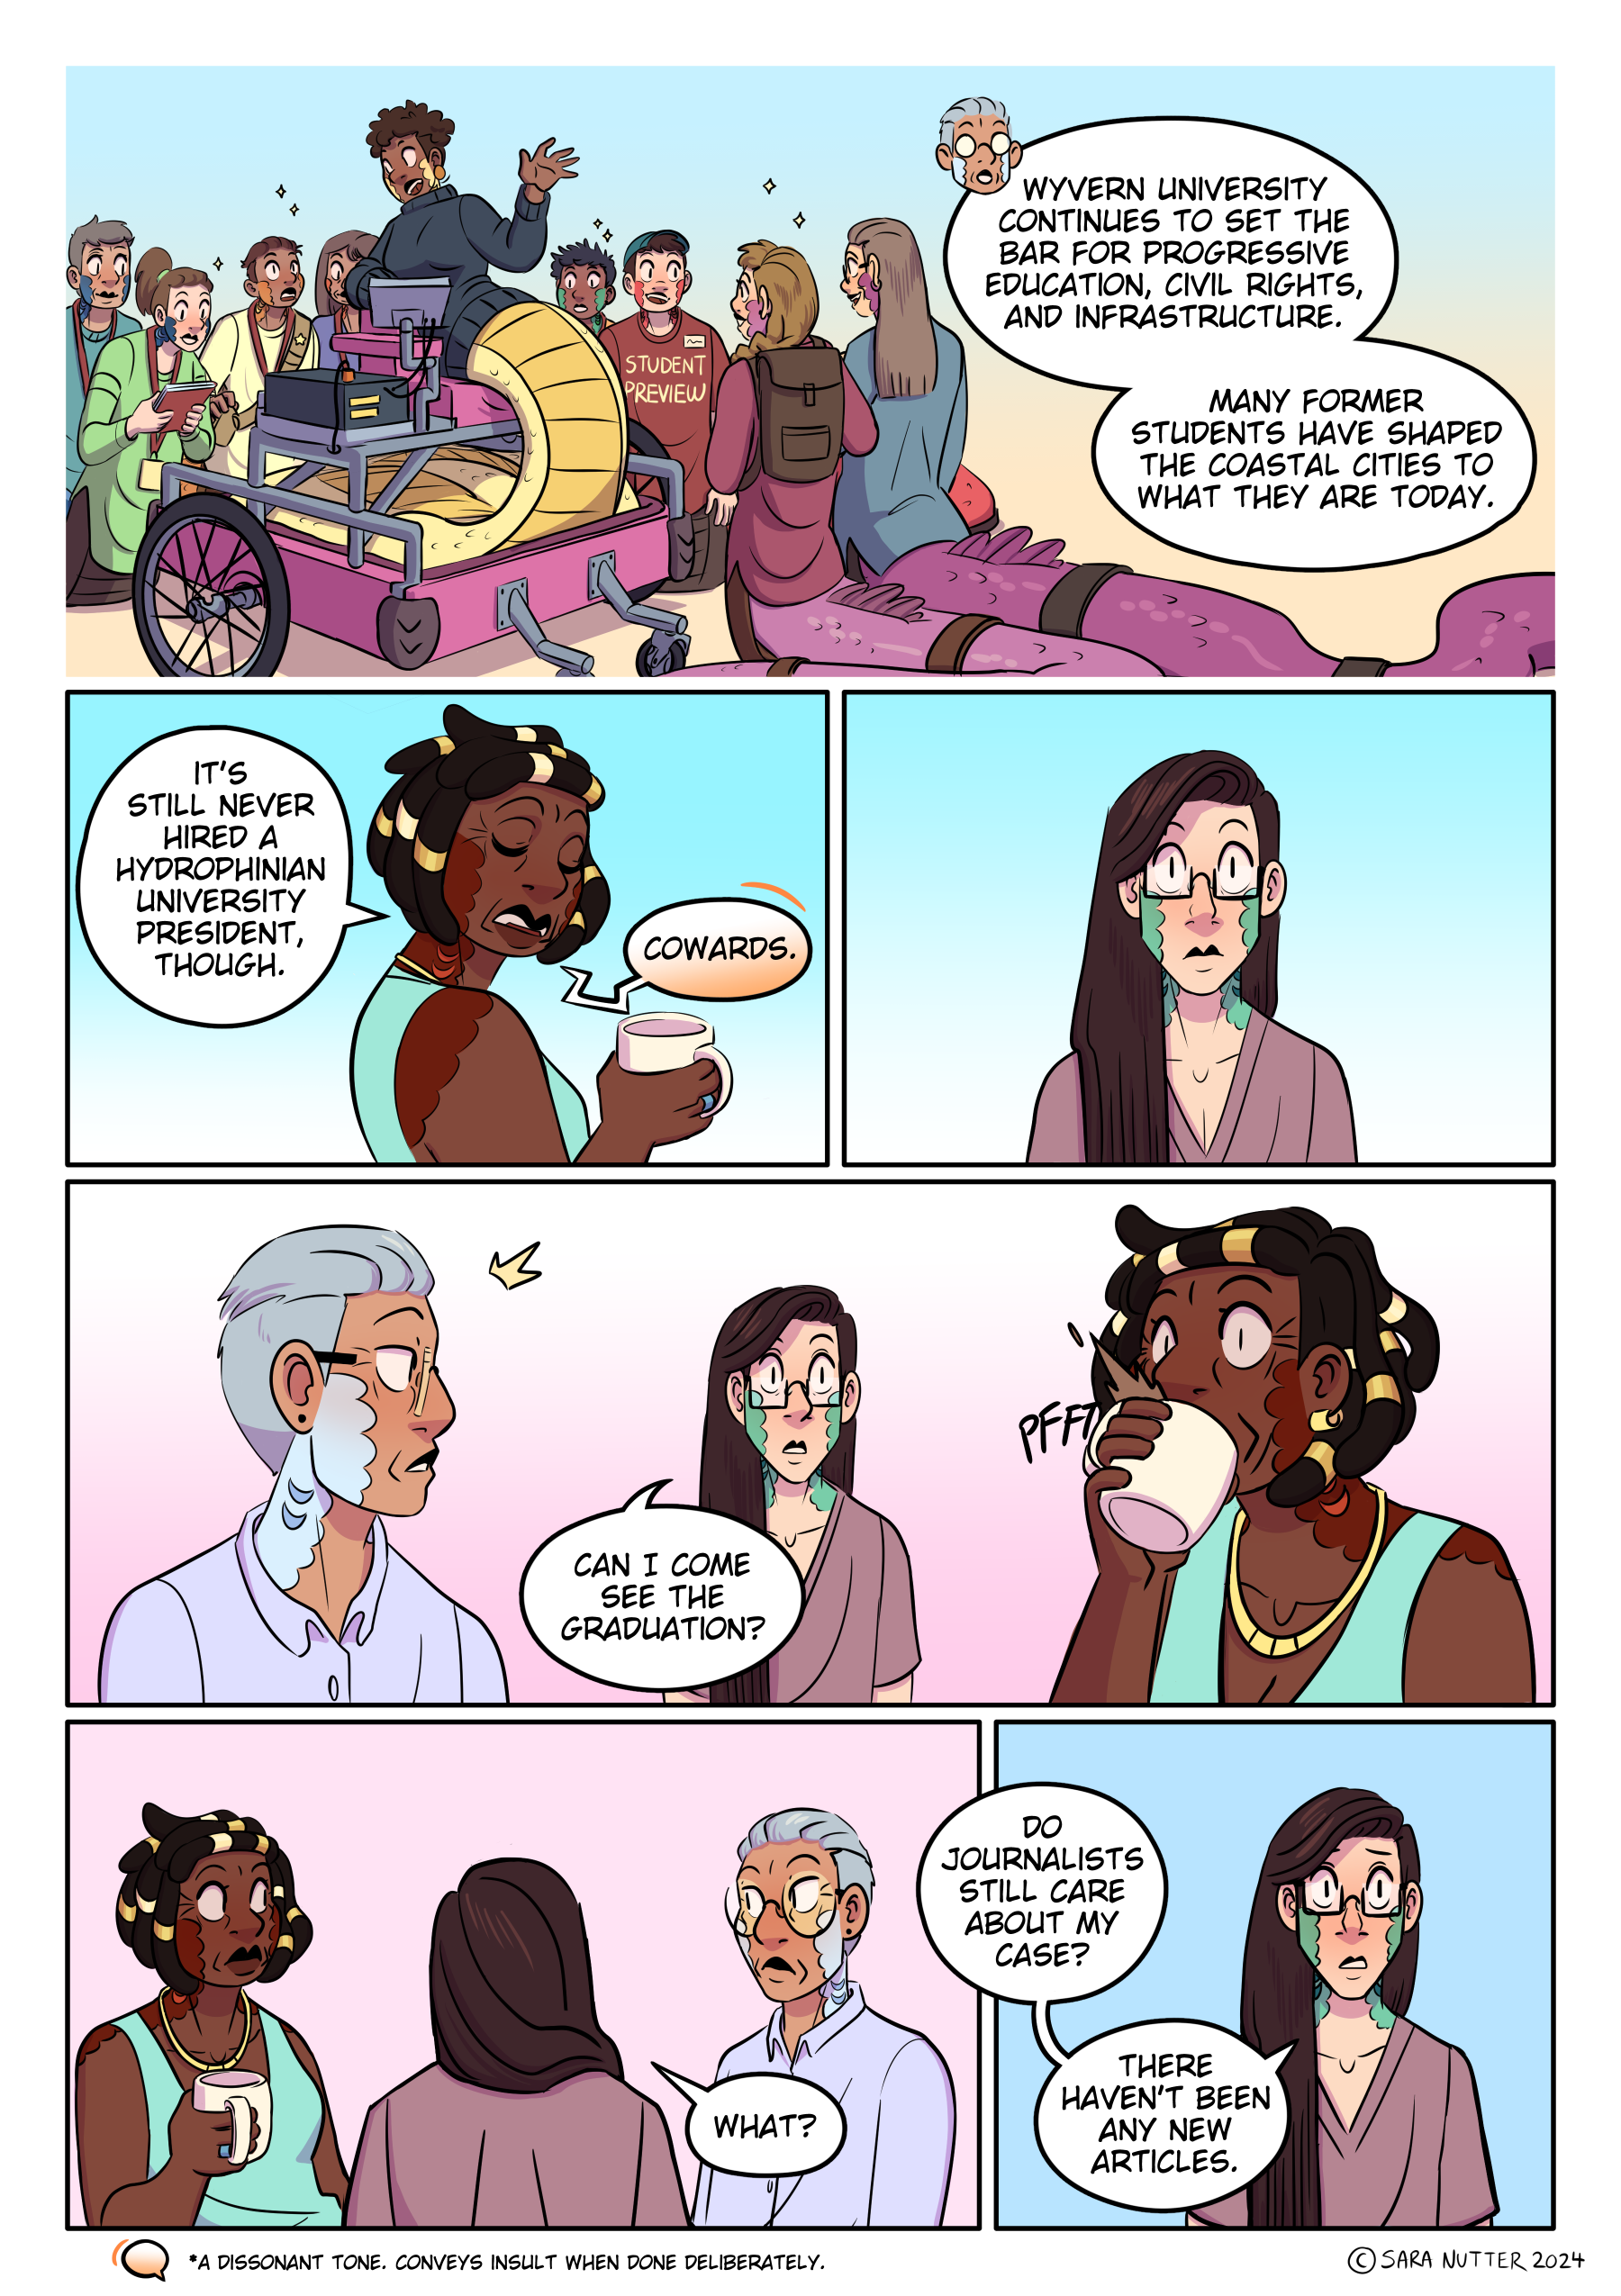 WYVERN UNIVERSITY
CONTINUES TO SET THE
BAR FOR PROGRESSIVE
EDUCATION, CIVIL RIGHTS,
AND INFRASTRUCTURE.
MANY FORMER
STUDENTS HAVE SHAPED
THE COASTAL CITIES TO
WHAT THEY ARE TODAY.
STUDENT
PREVIEW
IT'S
STILL NEVER
HIRED A
HYDROPHINIAN
UNIVERSITY
PRESIDENT,
THOUGH.
COWARDS.
CAN I COME
SEE THE
GRADUATION?
PFFT
WHAT?
DO
JOURNALISTS
STILL CARE
ABOUT MY
CASE?
THERE
HAVEN'T BEEN
ANY NEW
ARTICLES.
*A DISSONANT TONE. CONVEYS INSULT WHEN DONE DELIBERATELY.
© SARA NUTTER 2024